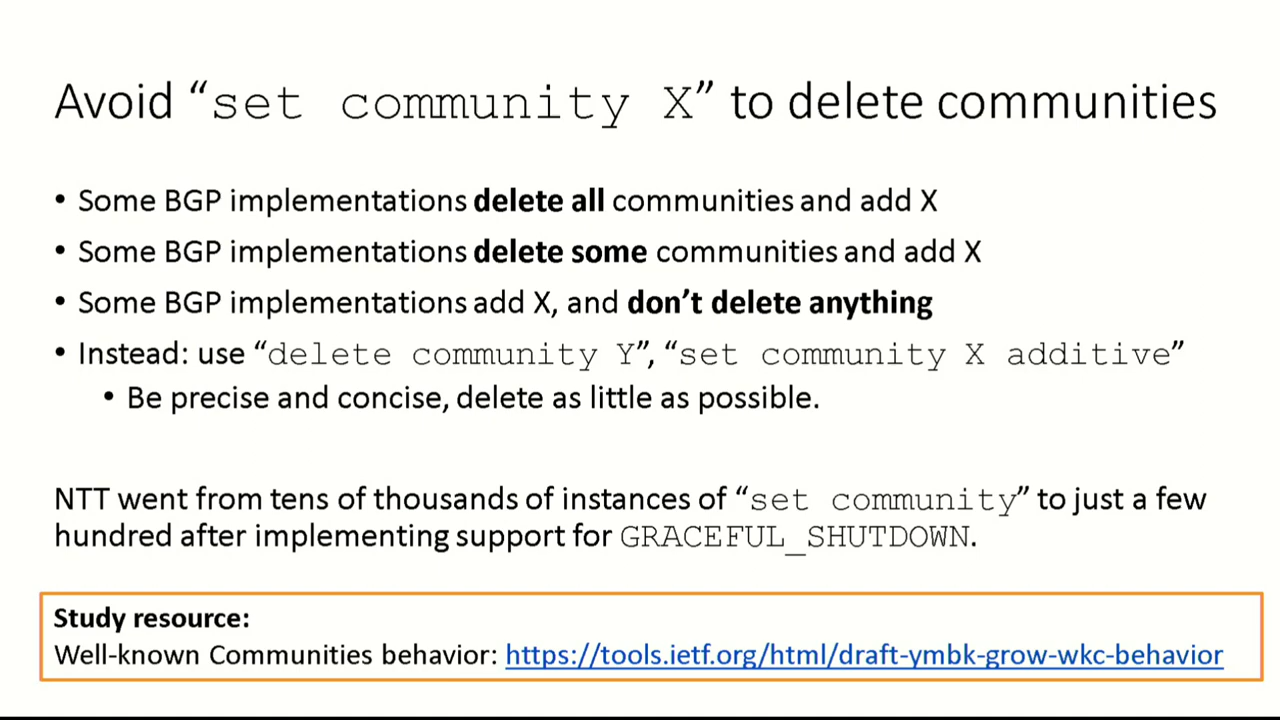 Avoid “set community X” to delete communities
• Some BGP implementations delete all communities and add X
• Some BGP implementations delete some communities and add X
• Some BGP implementations add X, and don’t delete anything
• Instead: use “delete community Y”, “set community X additive”
• Be precise and concise, delete as little as possible.
NTT went from tens of thousands of instances of “set community” to just a few
hundred after implementing support for GRACEFUL_SHUTDOWN.
Study resource:
Well-known Communities behavior: https://tools.ietf.org/html/draft-ymbk-grow-wkc-behavior